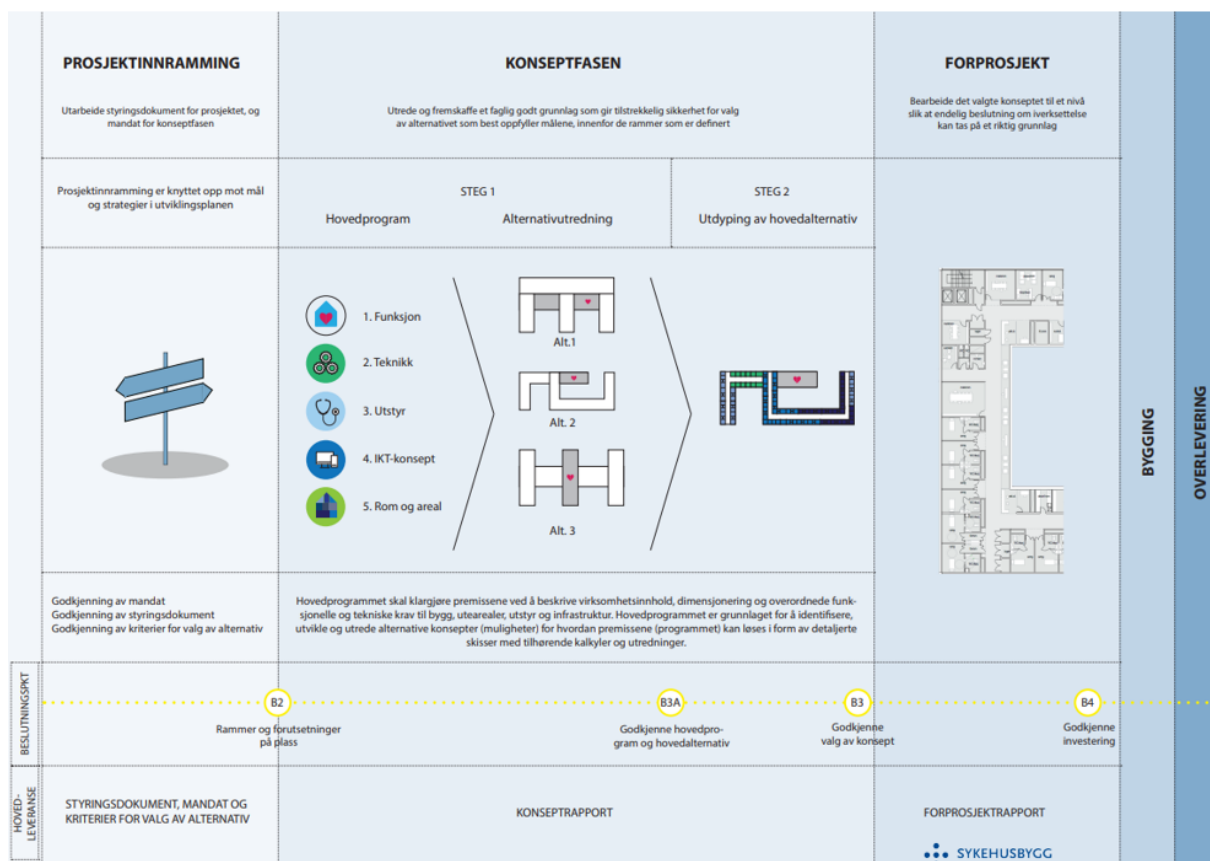 PROSJEKTINNRAMMING
Utarbeide styringsdokument for prosjektet, og
mandat for konseptfasen
KONSEPTFASEN
Utrede og fremskaffe et faglig godt grunnlag som gir tilstrekkelig sikkerhet for valg
av alternativet som best oppfyller målene, innenfor de rammer som er definert
FORPROSJEKT
Bearbeide det valgte konseptet til et nivå
slik at endelig beslutning om iverksettelse
kan tas på et riktig grunnlag
Prosjektinnramming er knyttet opp mot mål
og strategier i utviklingsplanen
STEG 1
Hovedprogram
Alternativutredning
STEG 2
Utdyping av hovedalternativ
1. Funksjon
2. Teknikk
3. Utstyr
4. IKT-konsept
5. Rom og areal
Alt.1
Alt. 2
Alt. 3
BYGGING
OVERLEVERING
Godkjenning av mandat
Godkjenning av styringsdokument
Godkjenning av kriterier for valg av alternativ
Hovedprogrammet skal klargjøre premissene ved å beskrive virksomhetsinnhold, dimensjonering og overordnede funk-
sjonelle og tekniske krav til bygg, utearealer, utstyr og infrastruktur. Hovedprogrammet er grunnlaget for å identifisere,
utvikle og utrede alternative konsepter (muligheter) for hvordan premissene (programmet) kan løses i form av detaljerte
skisser med tilhørende kalkyler og utredninger.
BESLUTNINGSPKT
B2
Rammer og forutsetninger
på plass
B3A
Godkjenne hovedpro-
gram og hovedalternativ
B3
Godkjenne
valg av konsept
B4
Godkjenne
investering
HOVED-
LEVERANSE
STYRINGSDOKUMENT, MANDAT OG
KRITERIER FOR VALG AV ALTERNATIV
KONSEPTRAPPORT
FORPROSJEKTRAPPORT
SYKEHUSBYGG